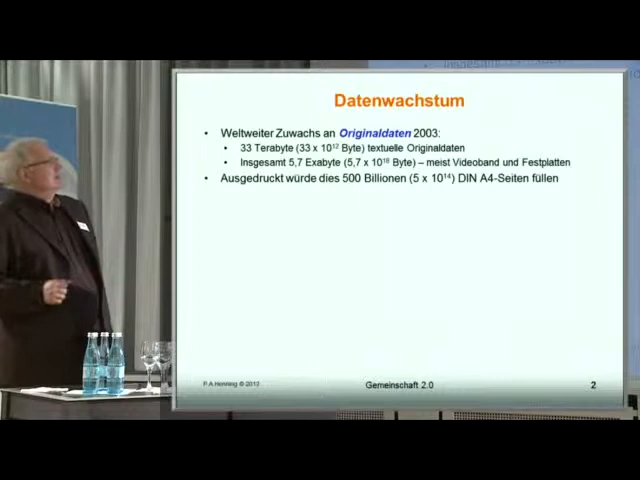 Datenwachstum
• Weltweiter Zuwachs an Originaldaten 2003:
• 33 Terabyte (33 x 10¹² Byte) textuelle Originaldaten
• Insgesamt 5,7 Exabyte (5,7 x 10¹⁸ Byte) – meist Videoband und Festplatten
• Ausgedruckt würde dies 500 Billionen (5 x 10¹⁴) DIN A4-Seiten füllen
Gemeinschaft 2.0
2